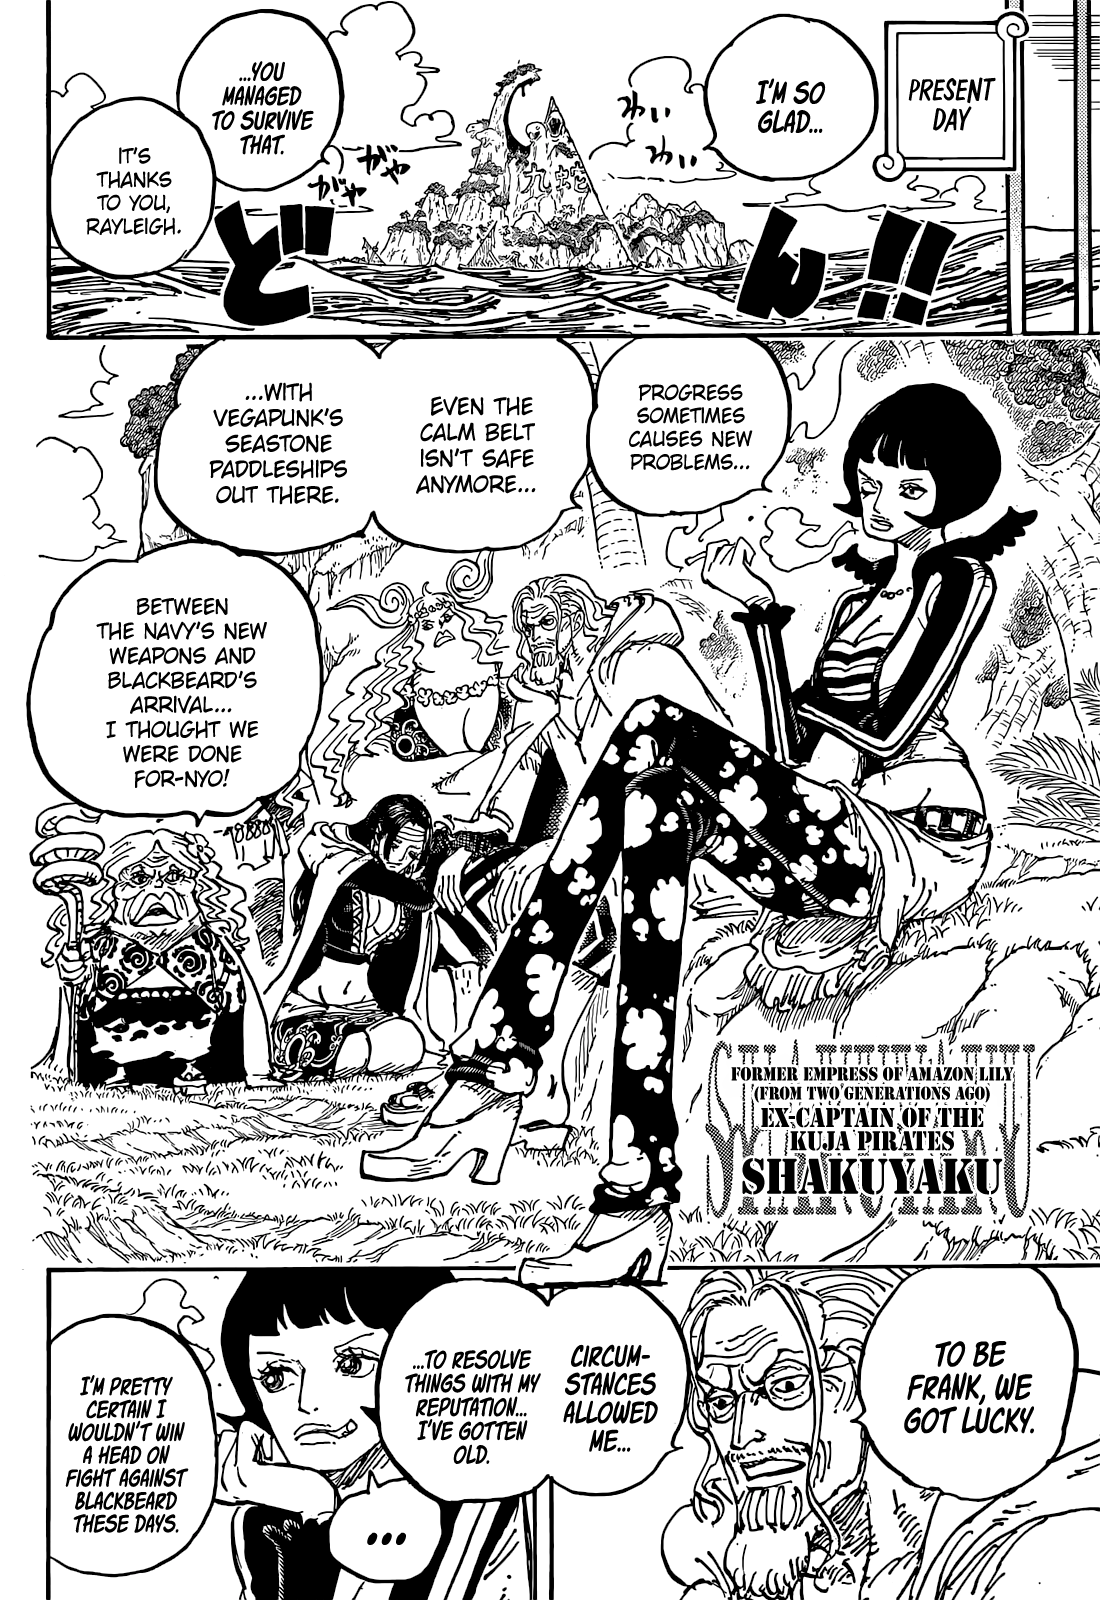 PRESENT
DAY
I'M SO
GLAD...
...YOU
MANAGED
TO SURVIVE
THAT.
IT'S
THANKS
TO YOU,
RAYLEIGH.
わい
わい
ガヤ
ガヤ
九蛇
どん!!
PROGRESS
SOMETIMES
CAUSES NEW
PROBLEMS...
EVEN THE
CALM BELT
ISN'T SAFE
ANYMORE...
...WITH
VEGAPUNK'S
SEASTONE
PADDLESHIPS
OUT THERE.
BETWEEN
THE NAVY'S NEW
WEAPONS AND
BLACKBEARD'S
ARRIVAL...
I THOUGHT WE
WERE DONE
FOR-NYO!
SHAKUYAKU
FORMER EMPRESS OF AMAZON LILY
(FROM TWO GENERATIONS AGO)
EX-CAPTAIN OF THE
KUJA PIRATES
SHAKUYAKU
TO BE
FRANK, WE
GOT LUCKY.
CIRCUM-
STANCES
ALLOWED
ME...
...TO RESOLVE
THINGS WITH MY
REPUTATION...
I'VE GOTTEN
OLD.
...
I'M PRETTY
CERTAIN I
WOULDN'T WIN
A HEAD ON
FIGHT AGAINST
BLACKBEARD
THESE DAYS.